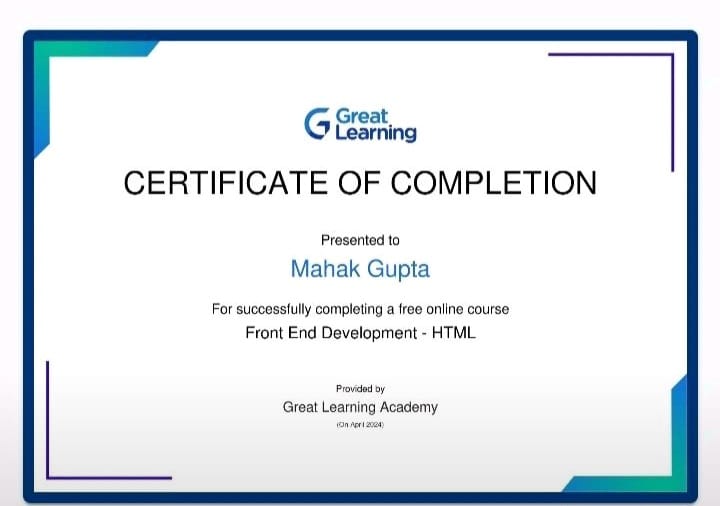 Great
Learning
CERTIFICATE OF COMPLETION
Presented to
Mahak Gupta
For successfully completing a free online course
Front End Development - HTML
Provided by
Great Learning Academy
(On April 2024)